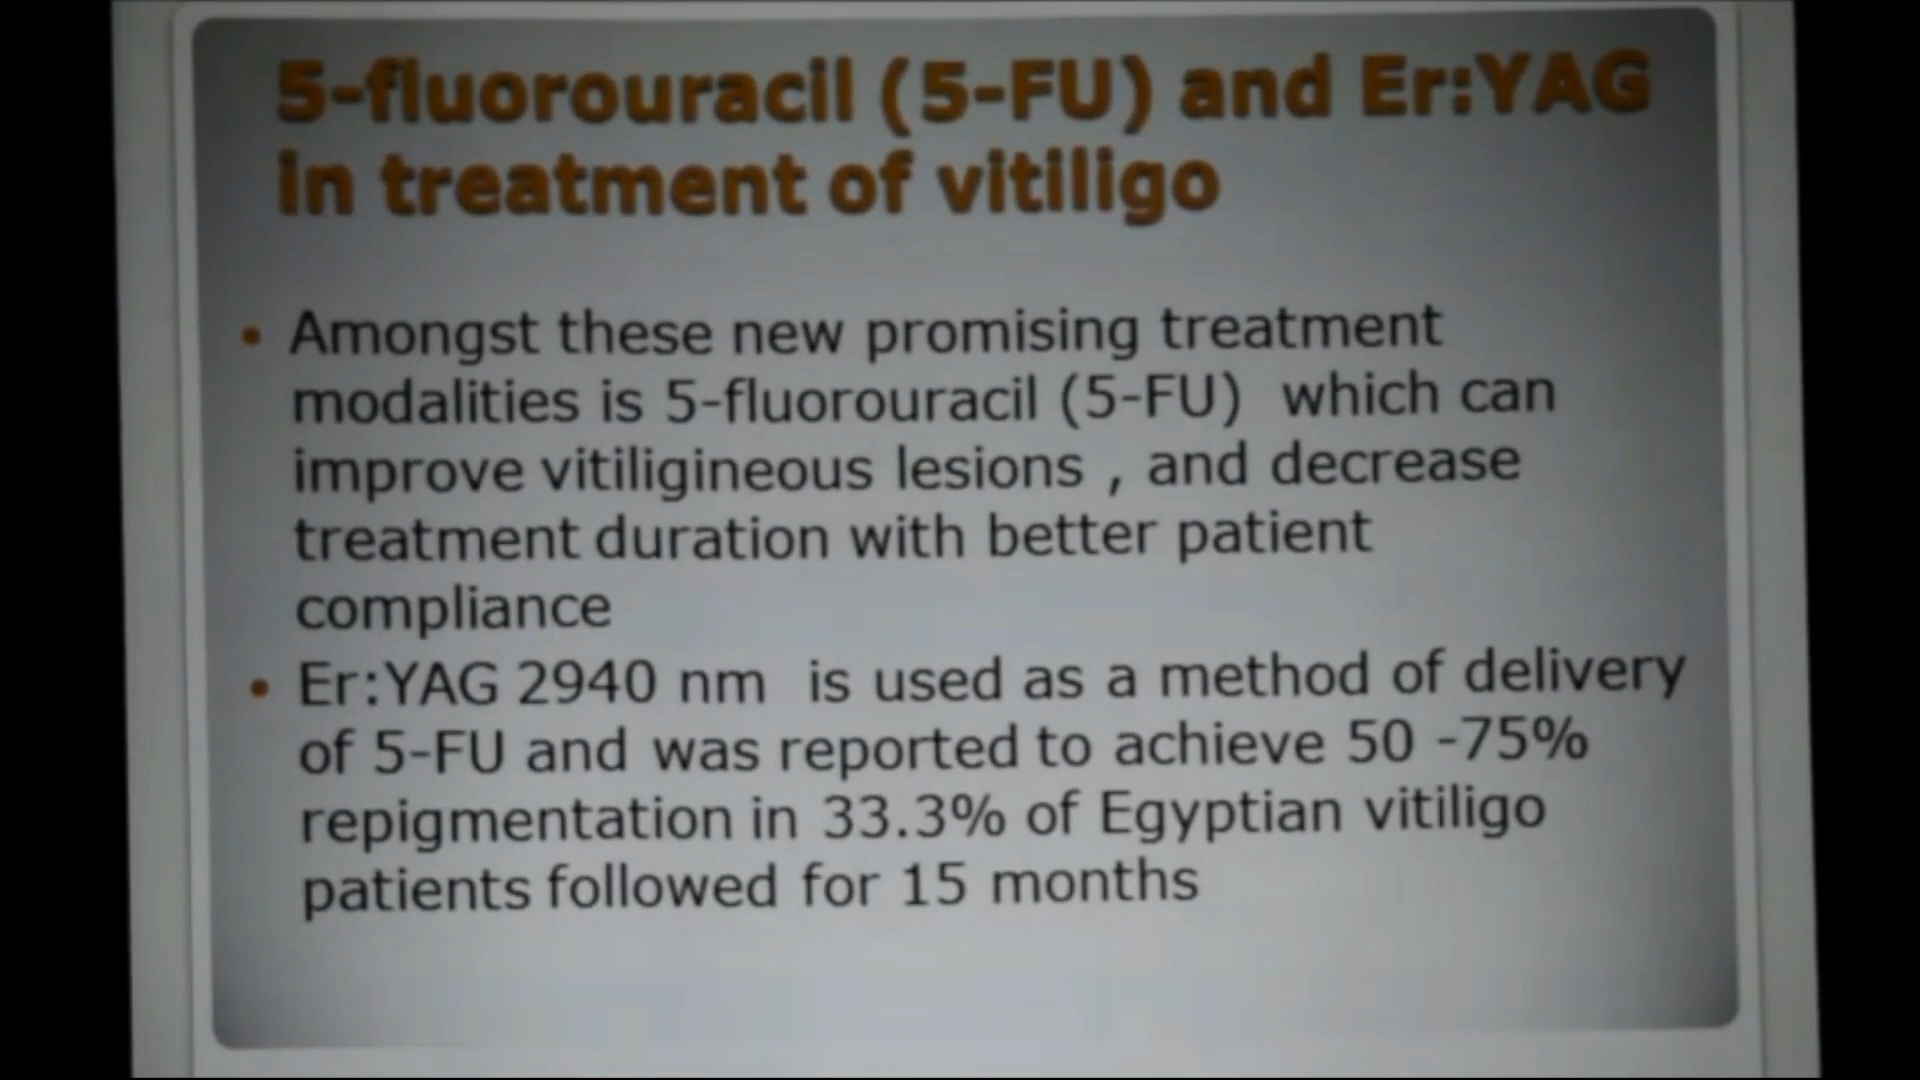 5-fluorouracil (5-FU) and Er:YAG
in treatment of vitiligo
• Amongst these new promising treatment
modalities is 5-fluorouracil (5-FU) which can
improve vitiligineous lesions , and decrease
treatment duration with better patient
compliance
• Er:YAG 2940 nm is used as a method of delivery
of 5-FU and was reported to achieve 50 -75%
repigmentation in 33.3% of Egyptian vitiligo
patients followed for 15 months